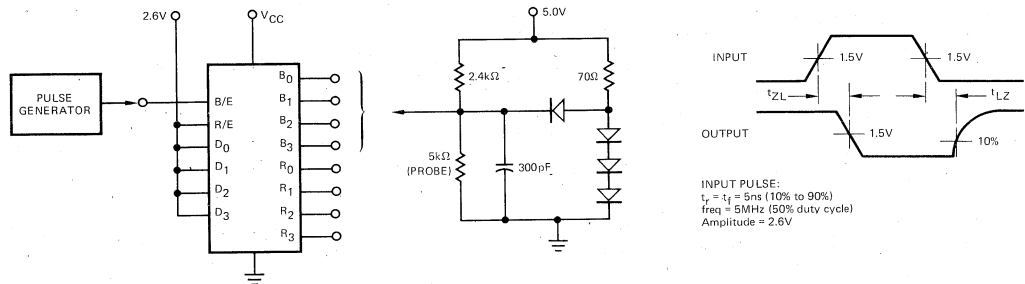 2.6V
VCC
PULSE
GENERATOR
B/E
R/E
D0
D1
D2
D3
B0
B1
B2
B3
R0
R1
R2
R3
5.0V
2.4kΩ
70Ω
5kΩ
(PROBE)
300pF
INPUT
1.5V
1.5V
tZL
tLZ
OUTPUT
1.5V
10%
INPUT PULSE:
tr = tf = 5ns (10% to 90%)
freq = 5MHz (50% duty cycle)
Amplitude = 2.6V